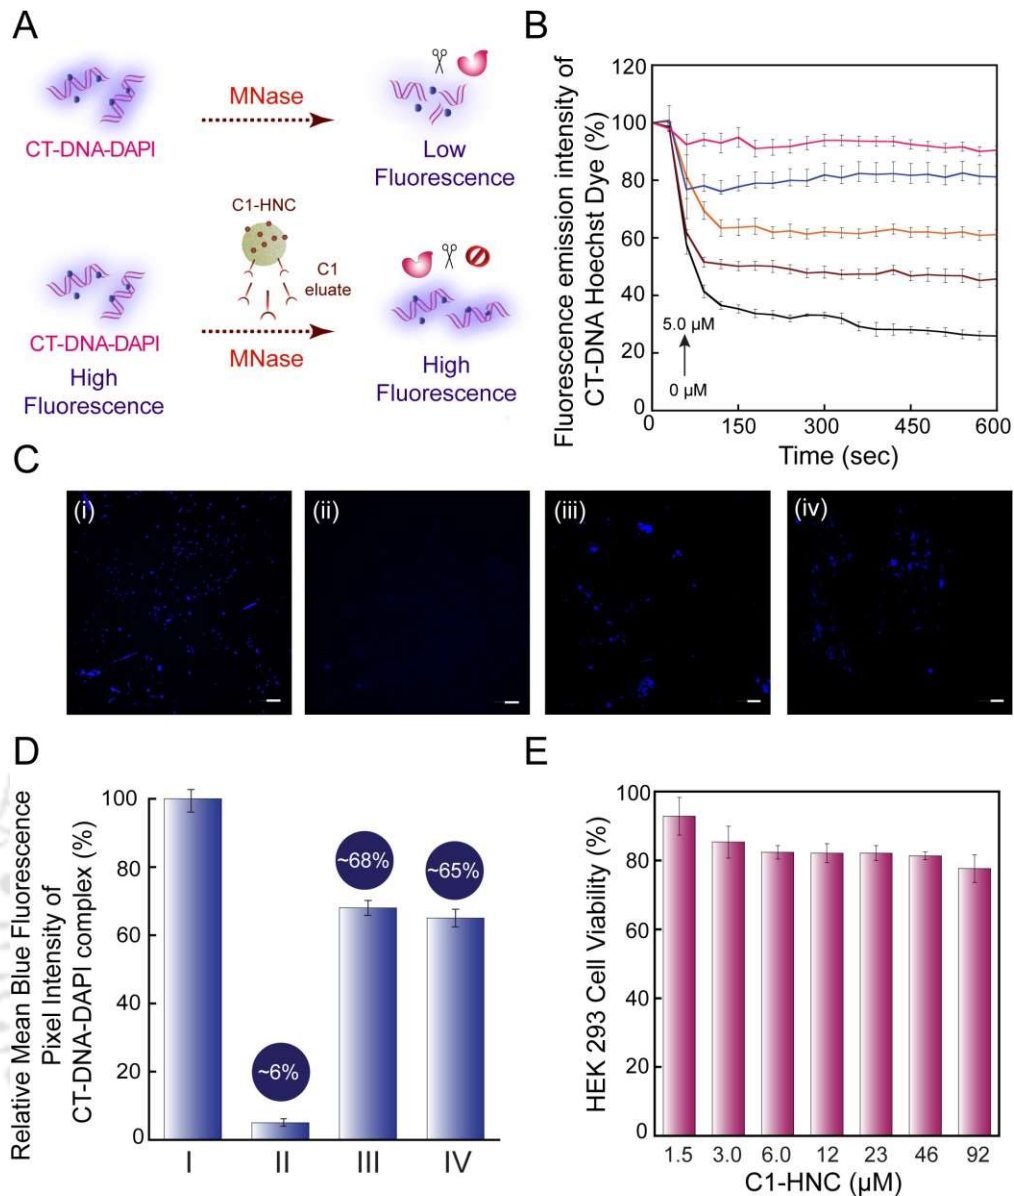 A
CT-DNA-DAPI
MNase
Low
Fluorescence
C1-HNC
C1
eluate
CT-DNA-DAPI
MNase
High
Fluorescence
High
Fluorescence
B
Fluorescence emission intensity of
CT-DNA Hoechst Dye (%)
120
100
80
60
40
20
0
5.0 µM
0 µM
0 150 300 450 600
Time (sec)
C
(i) (ii) (iii) (iv)
D
Relative Mean Blue Fluorescence
Pixel Intensity of
CT-DNA-DAPI complex (%)
100
80
60
40
20
0
~6%
~68%
~65%
I II III IV
E
HEK 293 Cell Viability (%)
100
80
60
40
20
0
1.5 3.0 6.0 12 23 46 92
C1-HNC (µM)